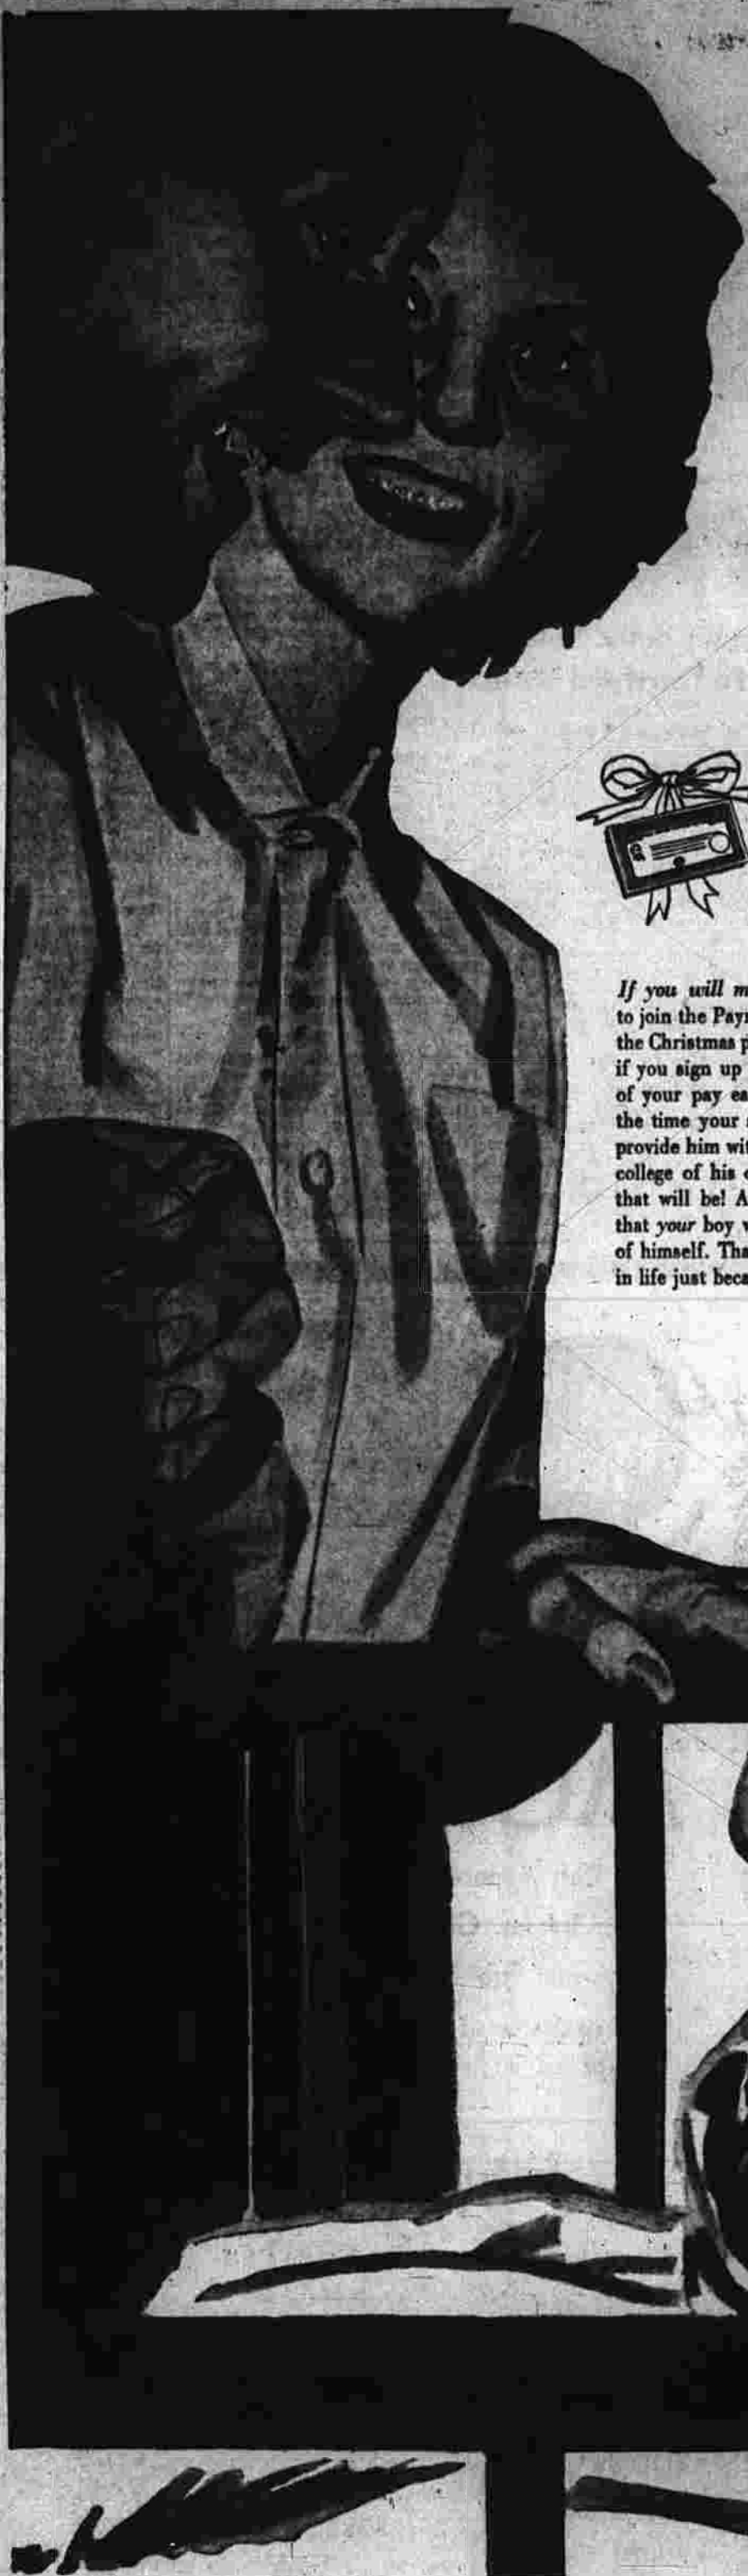 If you will m
to join the Payr
the Christmas p
if you sign up
of your pay ea
the time your
provide him wit
college of his
that will be! A
that your boy w
of himself. Tha
in life just beca